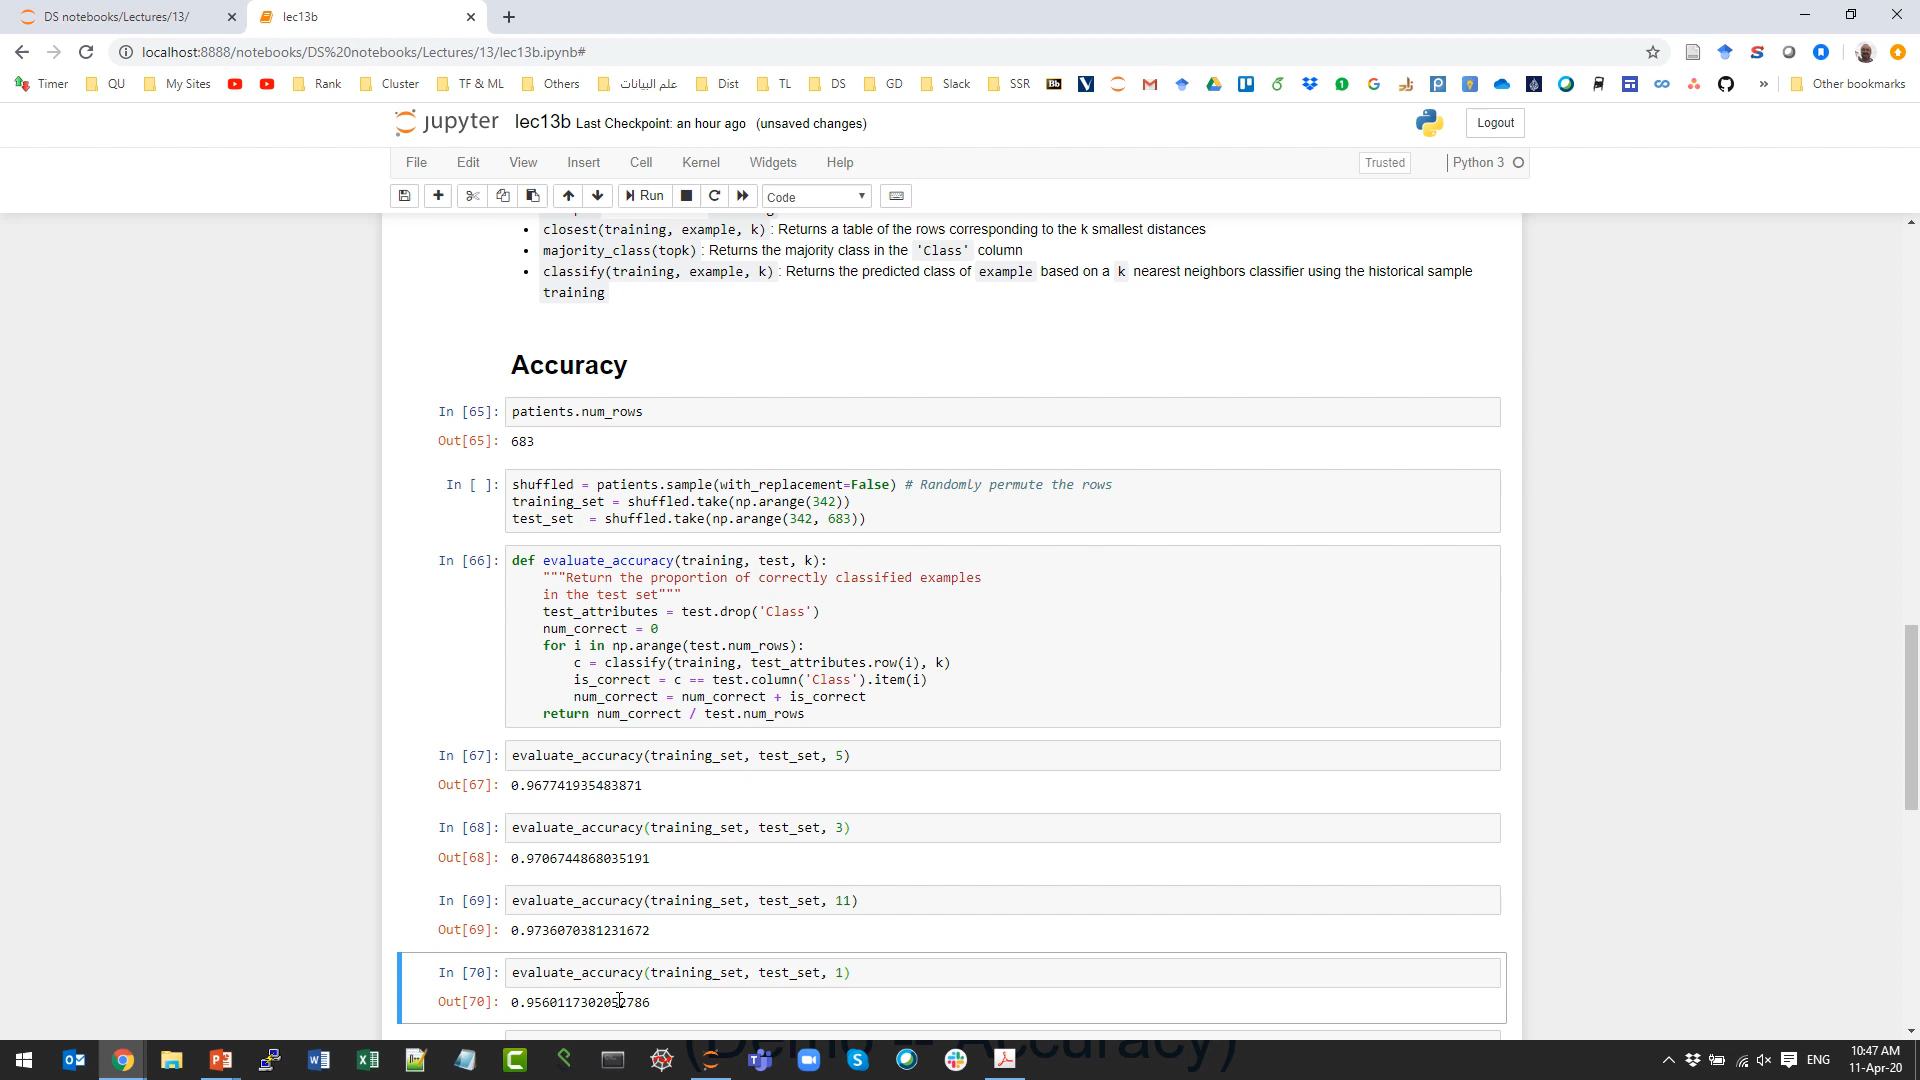 DS notebooks/Lectures/13/
lec13b
localhost:8888/notebooks/DS%20notebooks/Lectures/13/lec13b.ipynb#
Timer QU My Sites Rank Cluster TF & ML Others علم البيانات Dist TL DS GD Slack SSR Bb » Other bookmarks
jupyter lec13b Last Checkpoint: an hour ago (unsaved changes) Logout
File Edit View Insert Cell Kernel Widgets Help Trusted Python 3
Run Code
closest(training, example, k) : Returns a table of the rows corresponding to the k smallest distances
majority_class(topk) : Returns the majority class in the 'Class' column
classify(training, example, k) : Returns the predicted class of example based on a k nearest neighbors classifier using the historical sample
training
Accuracy
In [65]: patients.num_rows
Out[65]: 683
In [ ]: shuffled = patients.sample(with_replacement=False) # Randomly permute the rows
training_set = shuffled.take(np.arange(342))
test_set = shuffled.take(np.arange(342, 683))
In [66]: def evaluate_accuracy(training, test, k):
"""Return the proportion of correctly classified examples
in the test set"""
test_attributes = test.drop('Class')
num_correct = 0
for i in np.arange(test.num_rows):
c = classify(training, test_attributes.row(i), k)
is_correct = c == test.column('Class').item(i)
num_correct = num_correct + is_correct
return num_correct / test.num_rows
In [67]: evaluate_accuracy(training_set, test_set, 5)
Out[67]: 0.967741935483871
In [68]: evaluate_accuracy(training_set, test_set, 3)
Out[68]: 0.9706744868035191
In [69]: evaluate_accuracy(training_set, test_set, 11)
Out[69]: 0.9736070381231672
In [70]: evaluate_accuracy(training_set, test_set, 1)
Out[70]: 0.9560117302052786
ENG 10:47 AM
11-Apr-20